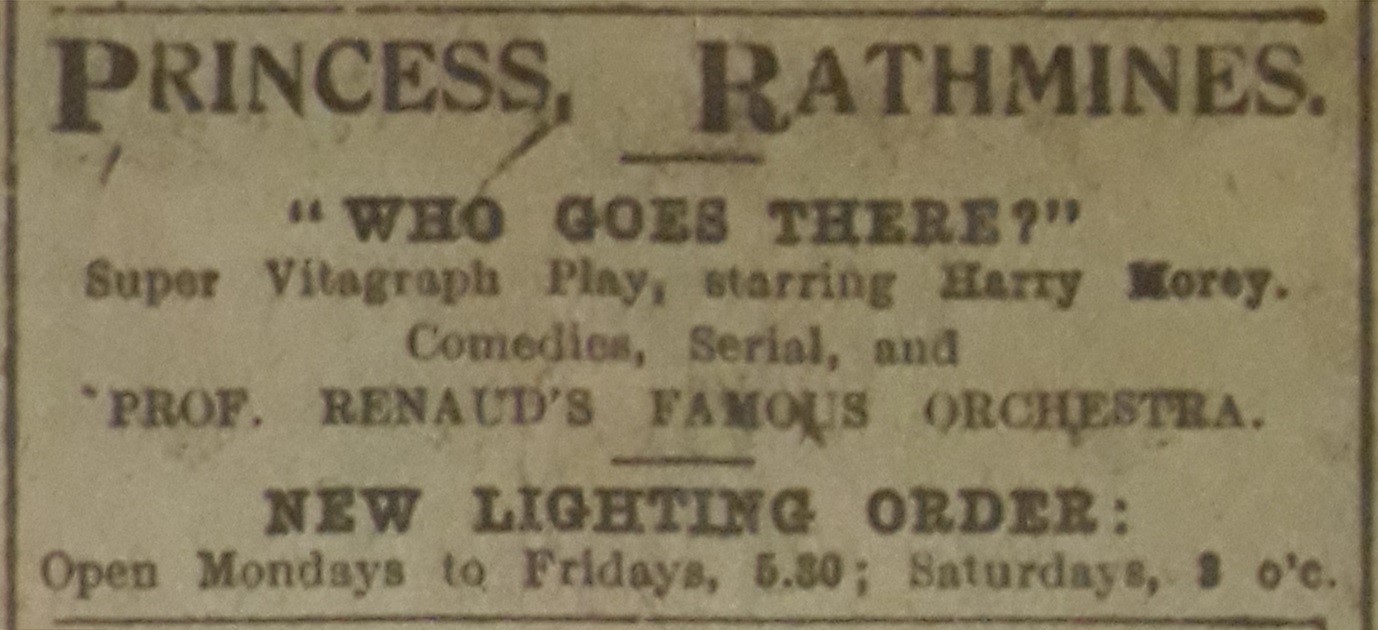 PRINCESS, RATHMINES.
"WHO GOES THERE?"
Super Vitagraph Play, starring Harry Morey.
Comedies, Serial, and
PROF. RENAUD'S FAMOUS ORCHESTRA.
NEW LIGHTING ORDER:
Open Mondays to Fridays, 5.30; Saturdays, 3 o'c.